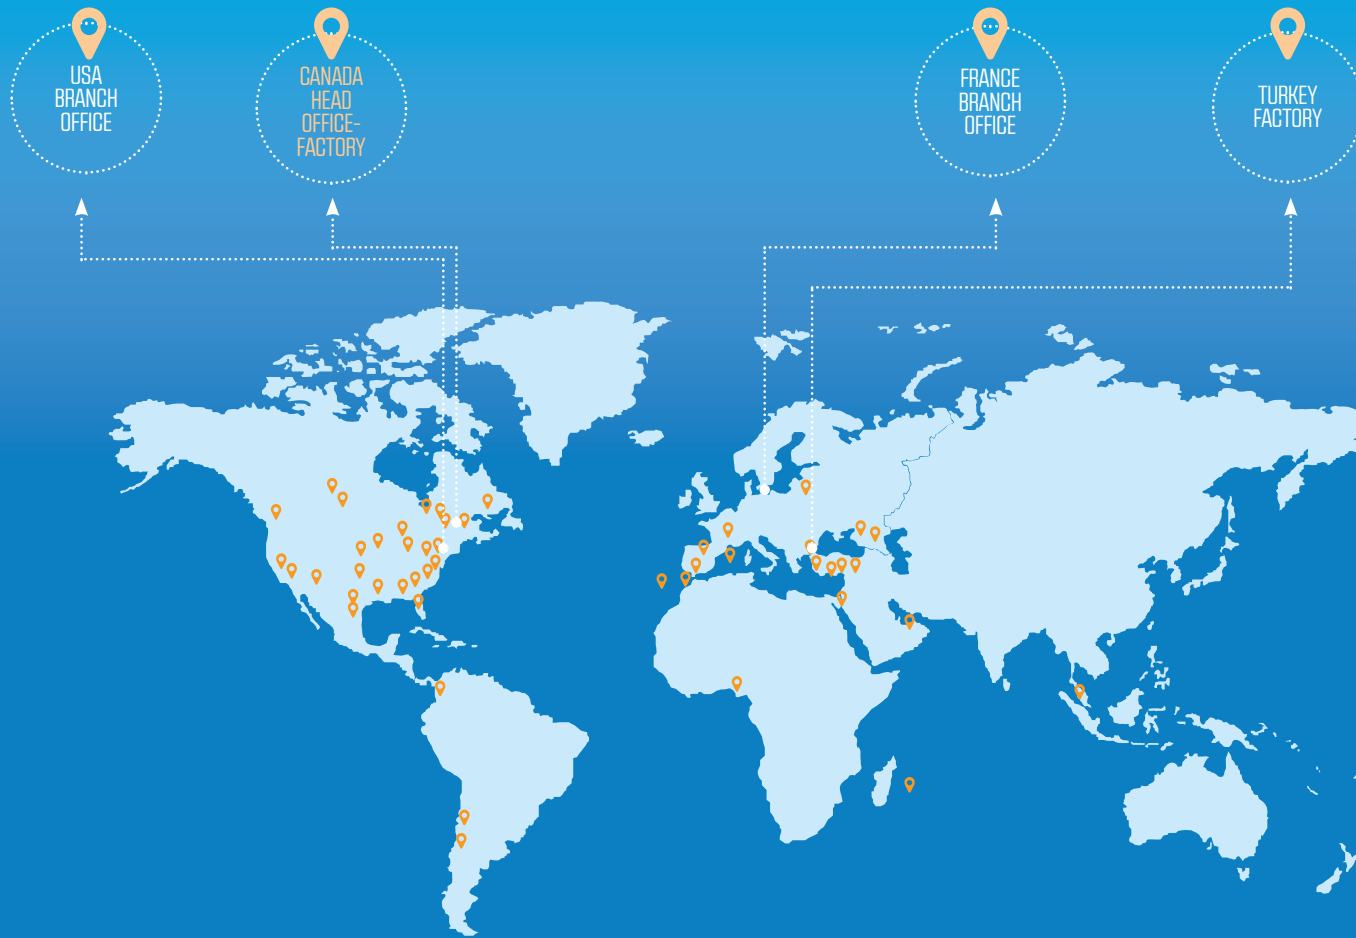 USA
BRANCH
OFFICE
CANADA
HEAD
OFFICE-
FACTORY
FRANCE
BRANCH
OFFICE
TURKEY
FACTORY